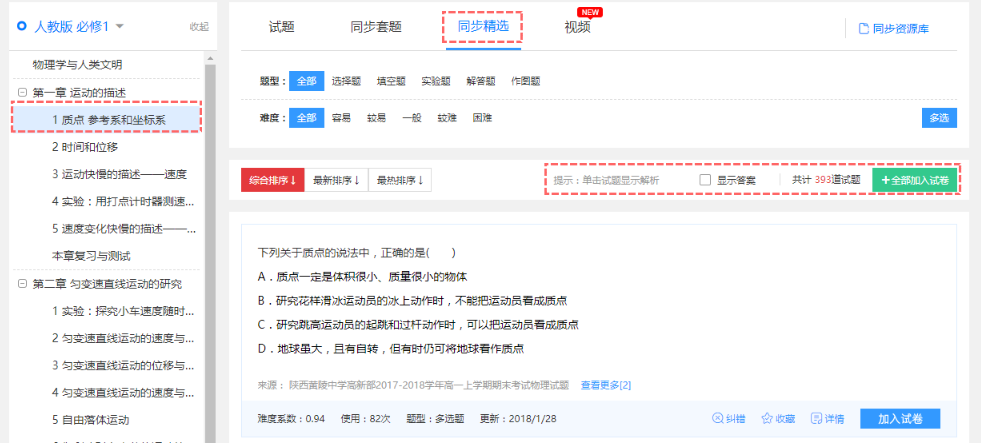 人教版 必修1 收起
物理学与人类文明
第一章 运动的描述
1 质点 参考系和坐标系
2 时间和位移
3 运动快慢的描述——速度
4 实验：用打点计时器测速...
5 速度变化快慢的描述——...
本章复习与测试
第二章 匀变速直线运动的研究
1 实验：探究小车速度随时...
2 匀变速直线运动的速度与...
3 匀变速直线运动的位移与...
4 匀变速直线运动的速度与...
5 自由落体运动
试题 同步套题 同步精选 视频 NEW 同步资源库
题型： 全部 选择题 填空题 实验题 解答题 作图题
难度： 全部 容易 较易 一般 较难 困难 多选
综合排序↓ 最新排序↓ 最热排序↓ 提示：单击试题显示解析 显示答案 共计 393道试题 +全部加入试卷
下列关于质点的说法中，正确的是( )
A．质点一定是体积很小、质量很小的物体
B．研究花样滑冰运动员的冰上动作时，不能把运动员看成质点
C．研究跳高运动员的起跳和过杆动作时，可以把运动员看成质点
D．地球虽大，且有自转，但有时仍可将地球看作质点
来源： 陕西黄陵中学高新部2017-2018学年高一上学期期末考试物理试题 查看更多[2]
难度系数：0.94 使用：82次 题型：多选题 更新：2018/1/28 纠错 收藏 详情 加入试卷